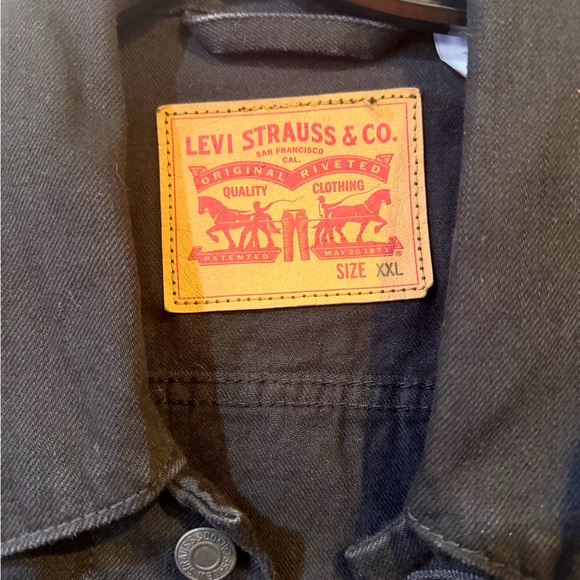 LEVI STRAUSS & CO.
SAN FRANCISCO
CAL.
ORIGINAL RIVETED
QUALITY CLOTHING
PATENTED MAY 20 1873
SIZE XXL